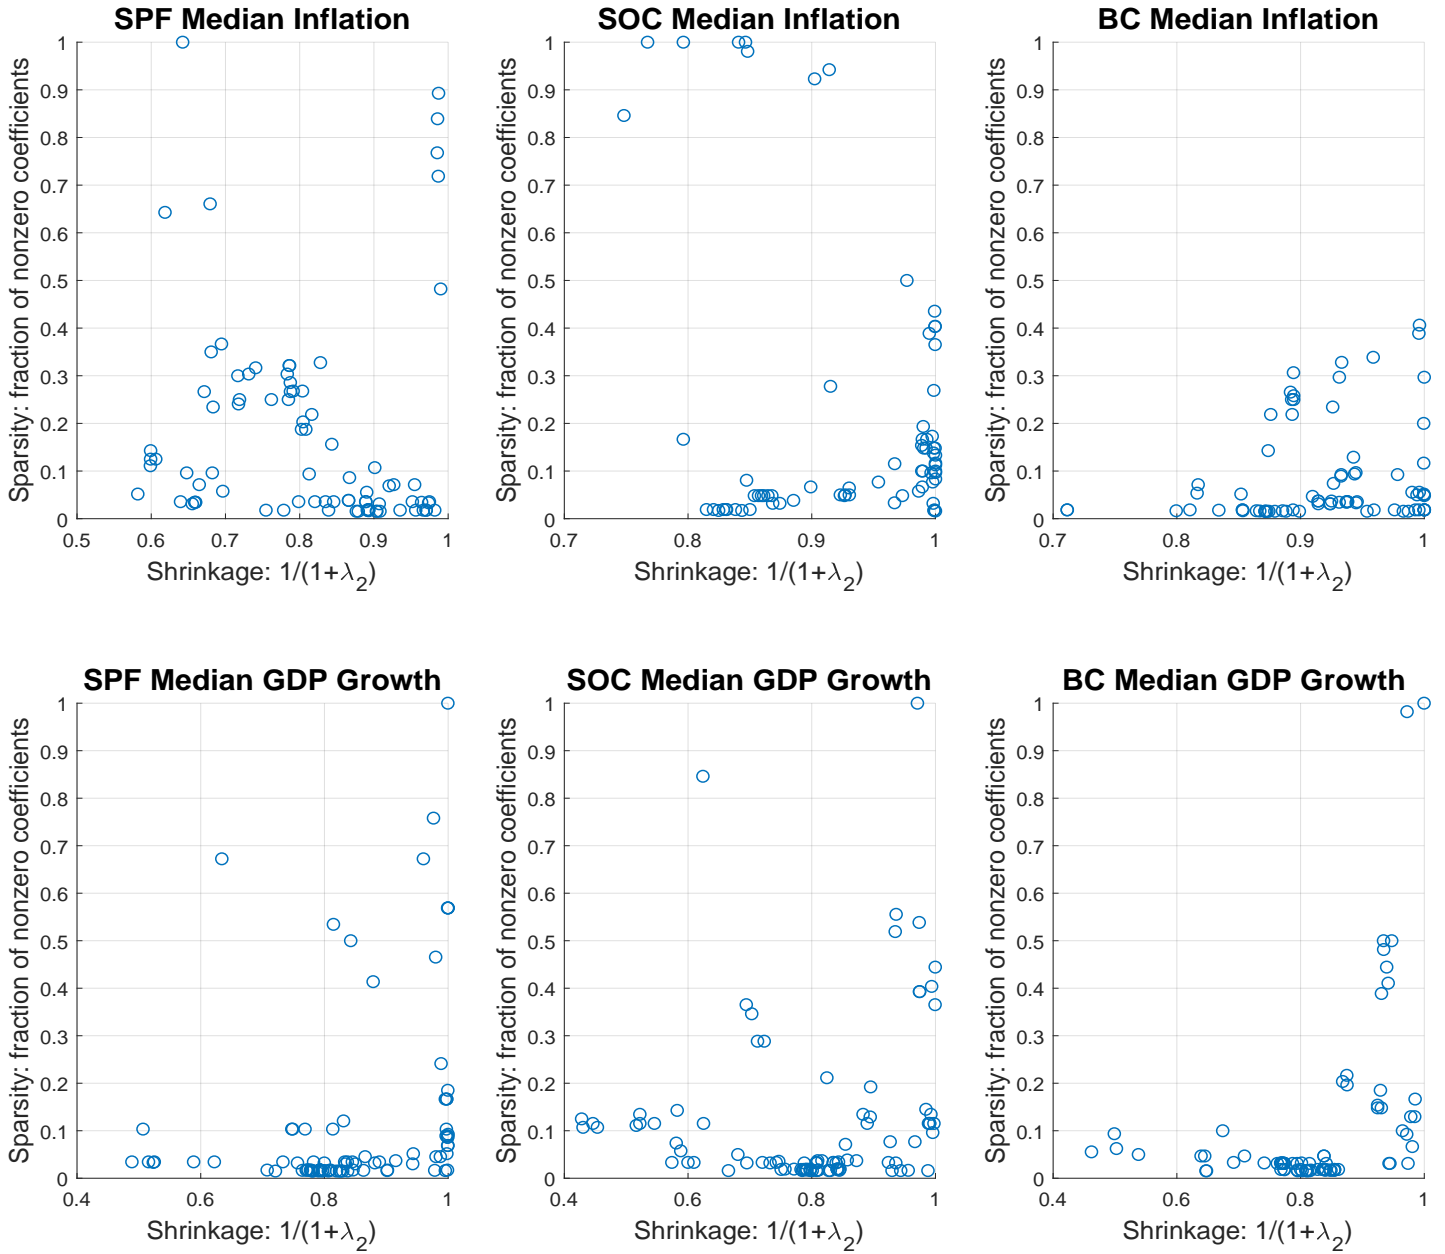 SPF Median Inflation
Sparsity: fraction of nonzero coefficients
1
0.9
0.8
0.7
0.6
0.5
0.4
0.3
0.2
0.1
0
0.5 0.6 0.7 0.8 0.9 1
Shrinkage: 1/(1+λ₂)
SOC Median Inflation
Sparsity: fraction of nonzero coefficients
1
0.9
0.8
0.7
0.6
0.5
0.4
0.3
0.2
0.1
0
0.7 0.8 0.9 1
Shrinkage: 1/(1+λ₂)
BC Median Inflation
Sparsity: fraction of nonzero coefficients
1
0.9
0.8
0.7
0.6
0.5
0.4
0.3
0.2
0.1
0
0.7 0.8 0.9 1
Shrinkage: 1/(1+λ₂)
SPF Median GDP Growth
Sparsity: fraction of nonzero coefficients
1
0.9
0.8
0.7
0.6
0.5
0.4
0.3
0.2
0.1
0
0.4 0.6 0.8 1
Shrinkage: 1/(1+λ₂)
SOC Median GDP Growth
Sparsity: fraction of nonzero coefficients
1
0.9
0.8
0.7
0.6
0.5
0.4
0.3
0.2
0.1
0
0.4 0.6 0.8 1
Shrinkage: 1/(1+λ₂)
BC Median GDP Growth
Sparsity: fraction of nonzero coefficients
1
0.9
0.8
0.7
0.6
0.5
0.4
0.3
0.2
0.1
0
0.4 0.6 0.8 1
Shrinkage: 1/(1+λ₂)